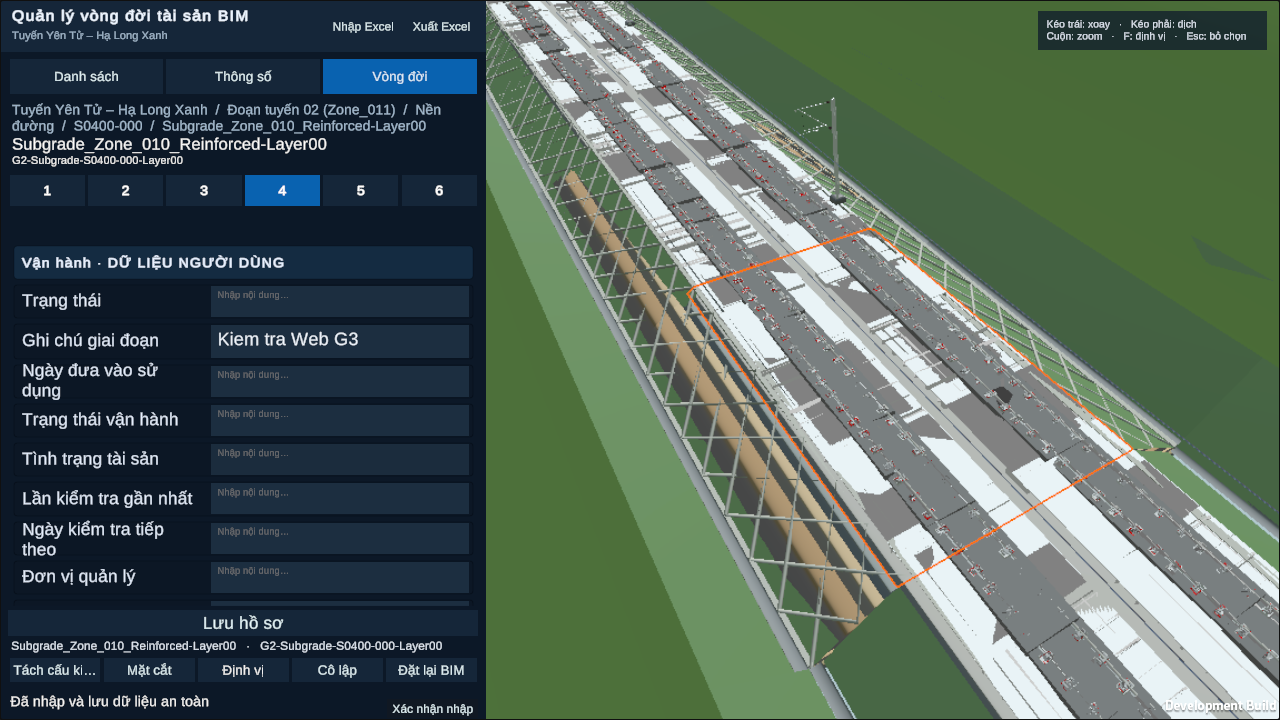 Quản lý vòng đời tài sản BIM
Tuyến Yên Tử – Hạ Long Xanh
Nhập Excel
Xuất Excel
Danh sách
Thông số
Vòng đời
Tuyến Yên Tử – Hạ Long Xanh / Đoạn tuyến 02 (Zone_011) / Nền
đường / S0400-000 / Subgrade_Zone_010_Reinforced-Layer00
Subgrade_Zone_010_Reinforced-Layer00
G2-Subgrade-S0400-000-Layer00
1
2
3
4
5
6
Vận hành · DỮ LIỆU NGƯỜI DÙNG
Trạng thái
Nhập nội dung...
Ghi chú giai đoạn
Kiem tra Web G3
Ngày đưa vào sử
dụng
Nhập nội dung...
Trạng thái vận hành
Nhập nội dung...
Tình trạng tài sản
Nhập nội dung...
Lần kiểm tra gần nhất
Nhập nội dung...
Ngày kiểm tra tiếp
theo
Nhập nội dung...
Đơn vị quản lý
Nhập nội dung...
Lưu hồ sơ
Subgrade_Zone_010_Reinforced-Layer00 · G2-Subgrade-S0400-000-Layer00
Tách cấu ki...
Mặt cắt
Định vị
Cô lập
Đặt lại BIM
Đã nhập và lưu dữ liệu an toàn
Xác nhận nhập
Kéo trái: xoay · Kéo phải: dịch
Cuộn: zoom · F: định vị · Esc: bỏ chọn
Development Build